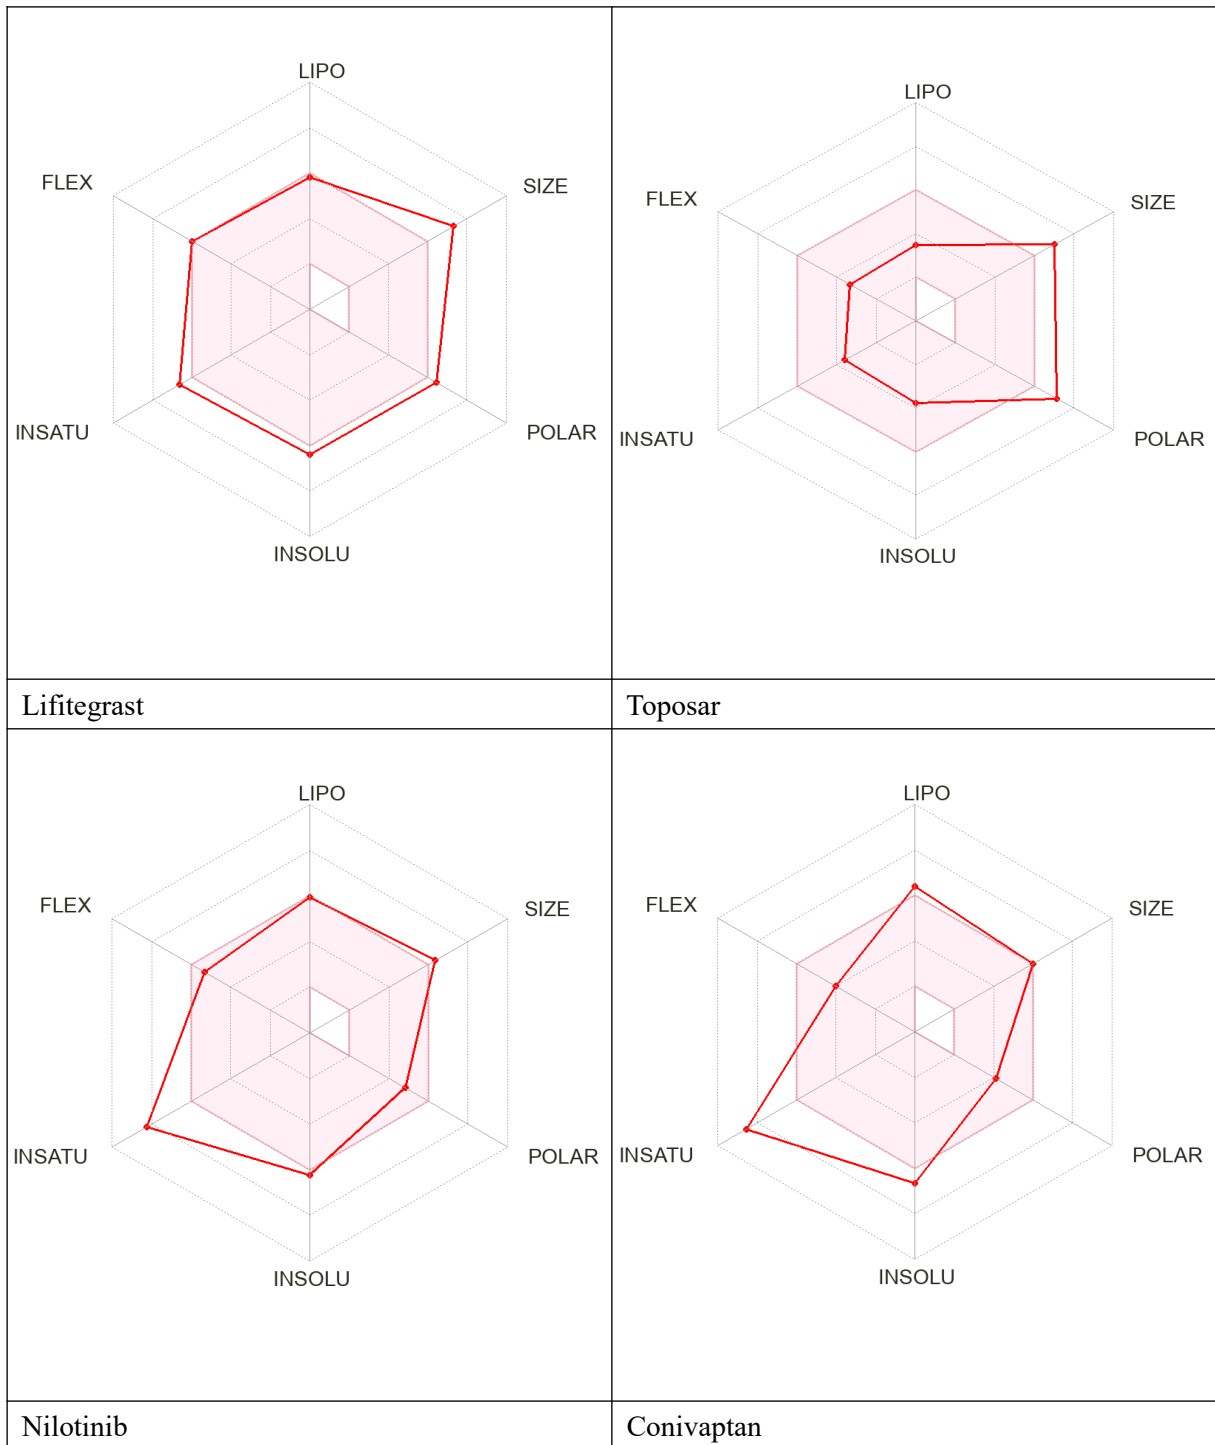 LIPO
FLEX
SIZE
INSATU
POLAR
INSOLU
Lifitegrast
LIPO
FLEX
SIZE
INSATU
POLAR
INSOLU
Toposar
LIPO
FLEX
SIZE
INSATU
POLAR
INSOLU
Nilotinib
LIPO
FLEX
SIZE
INSATU
POLAR
INSOLU
Conivaptan